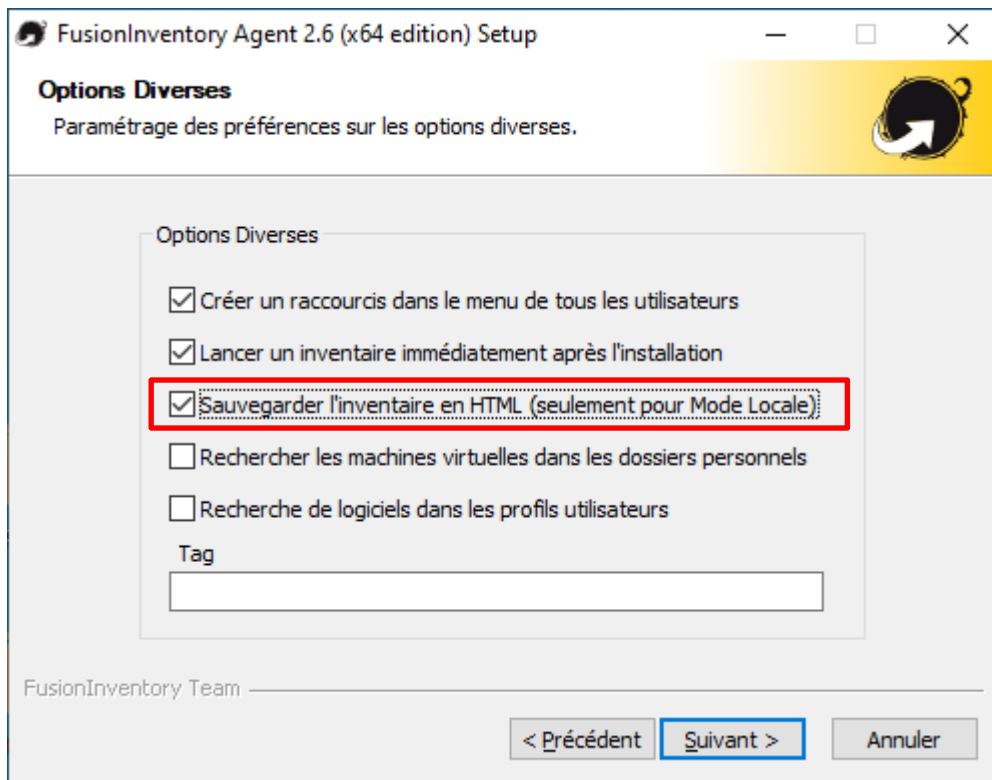 FusionInventory Agent 2.6 (x64 edition) Setup
Options Diverses
Paramétrage des préférences sur les options diverses.
Options Diverses
Créer un raccourcis dans le menu de tous les utilisateurs
Lancer un inventaire immédiatement après l'installation
Sauvegarder l'inventaire en HTML (seulement pour Mode Locale)
Rechercher les machines virtuelles dans les dossiers personnels
Recherche de logiciels dans les profils utilisateurs
Tag
FusionInventory Team
< Précédent
Suivant >
Annuler